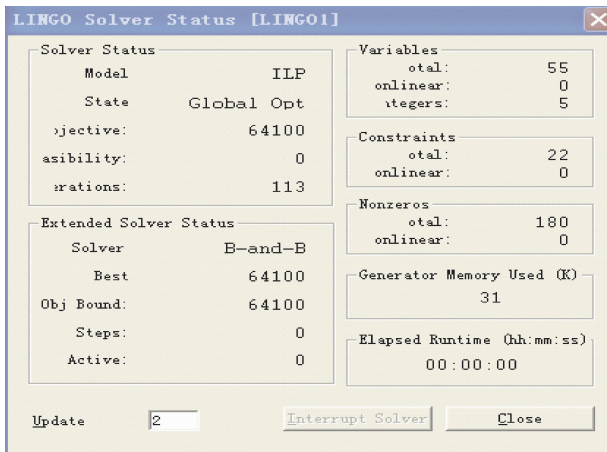 LINGO Solver Status [LINGO1]
Solver Status
Model ILP
State Global Opt
jective: 64100
asibility: 0
erations: 113
Extended Solver Status
Solver B-and-B
Best 64100
Obj Bound: 64100
Steps: 0
Active: 0
Variables
otal: 55
onlinear: 0
ntegers: 5
Constraints
otal: 22
onlinear: 0
Nonzeros
otal: 180
onlinear: 0
Generator Memory Used (K)
31
Elapsed Runtime (hh:mm:ss)
00:00:00
Update 2 Interrupt Solver Close